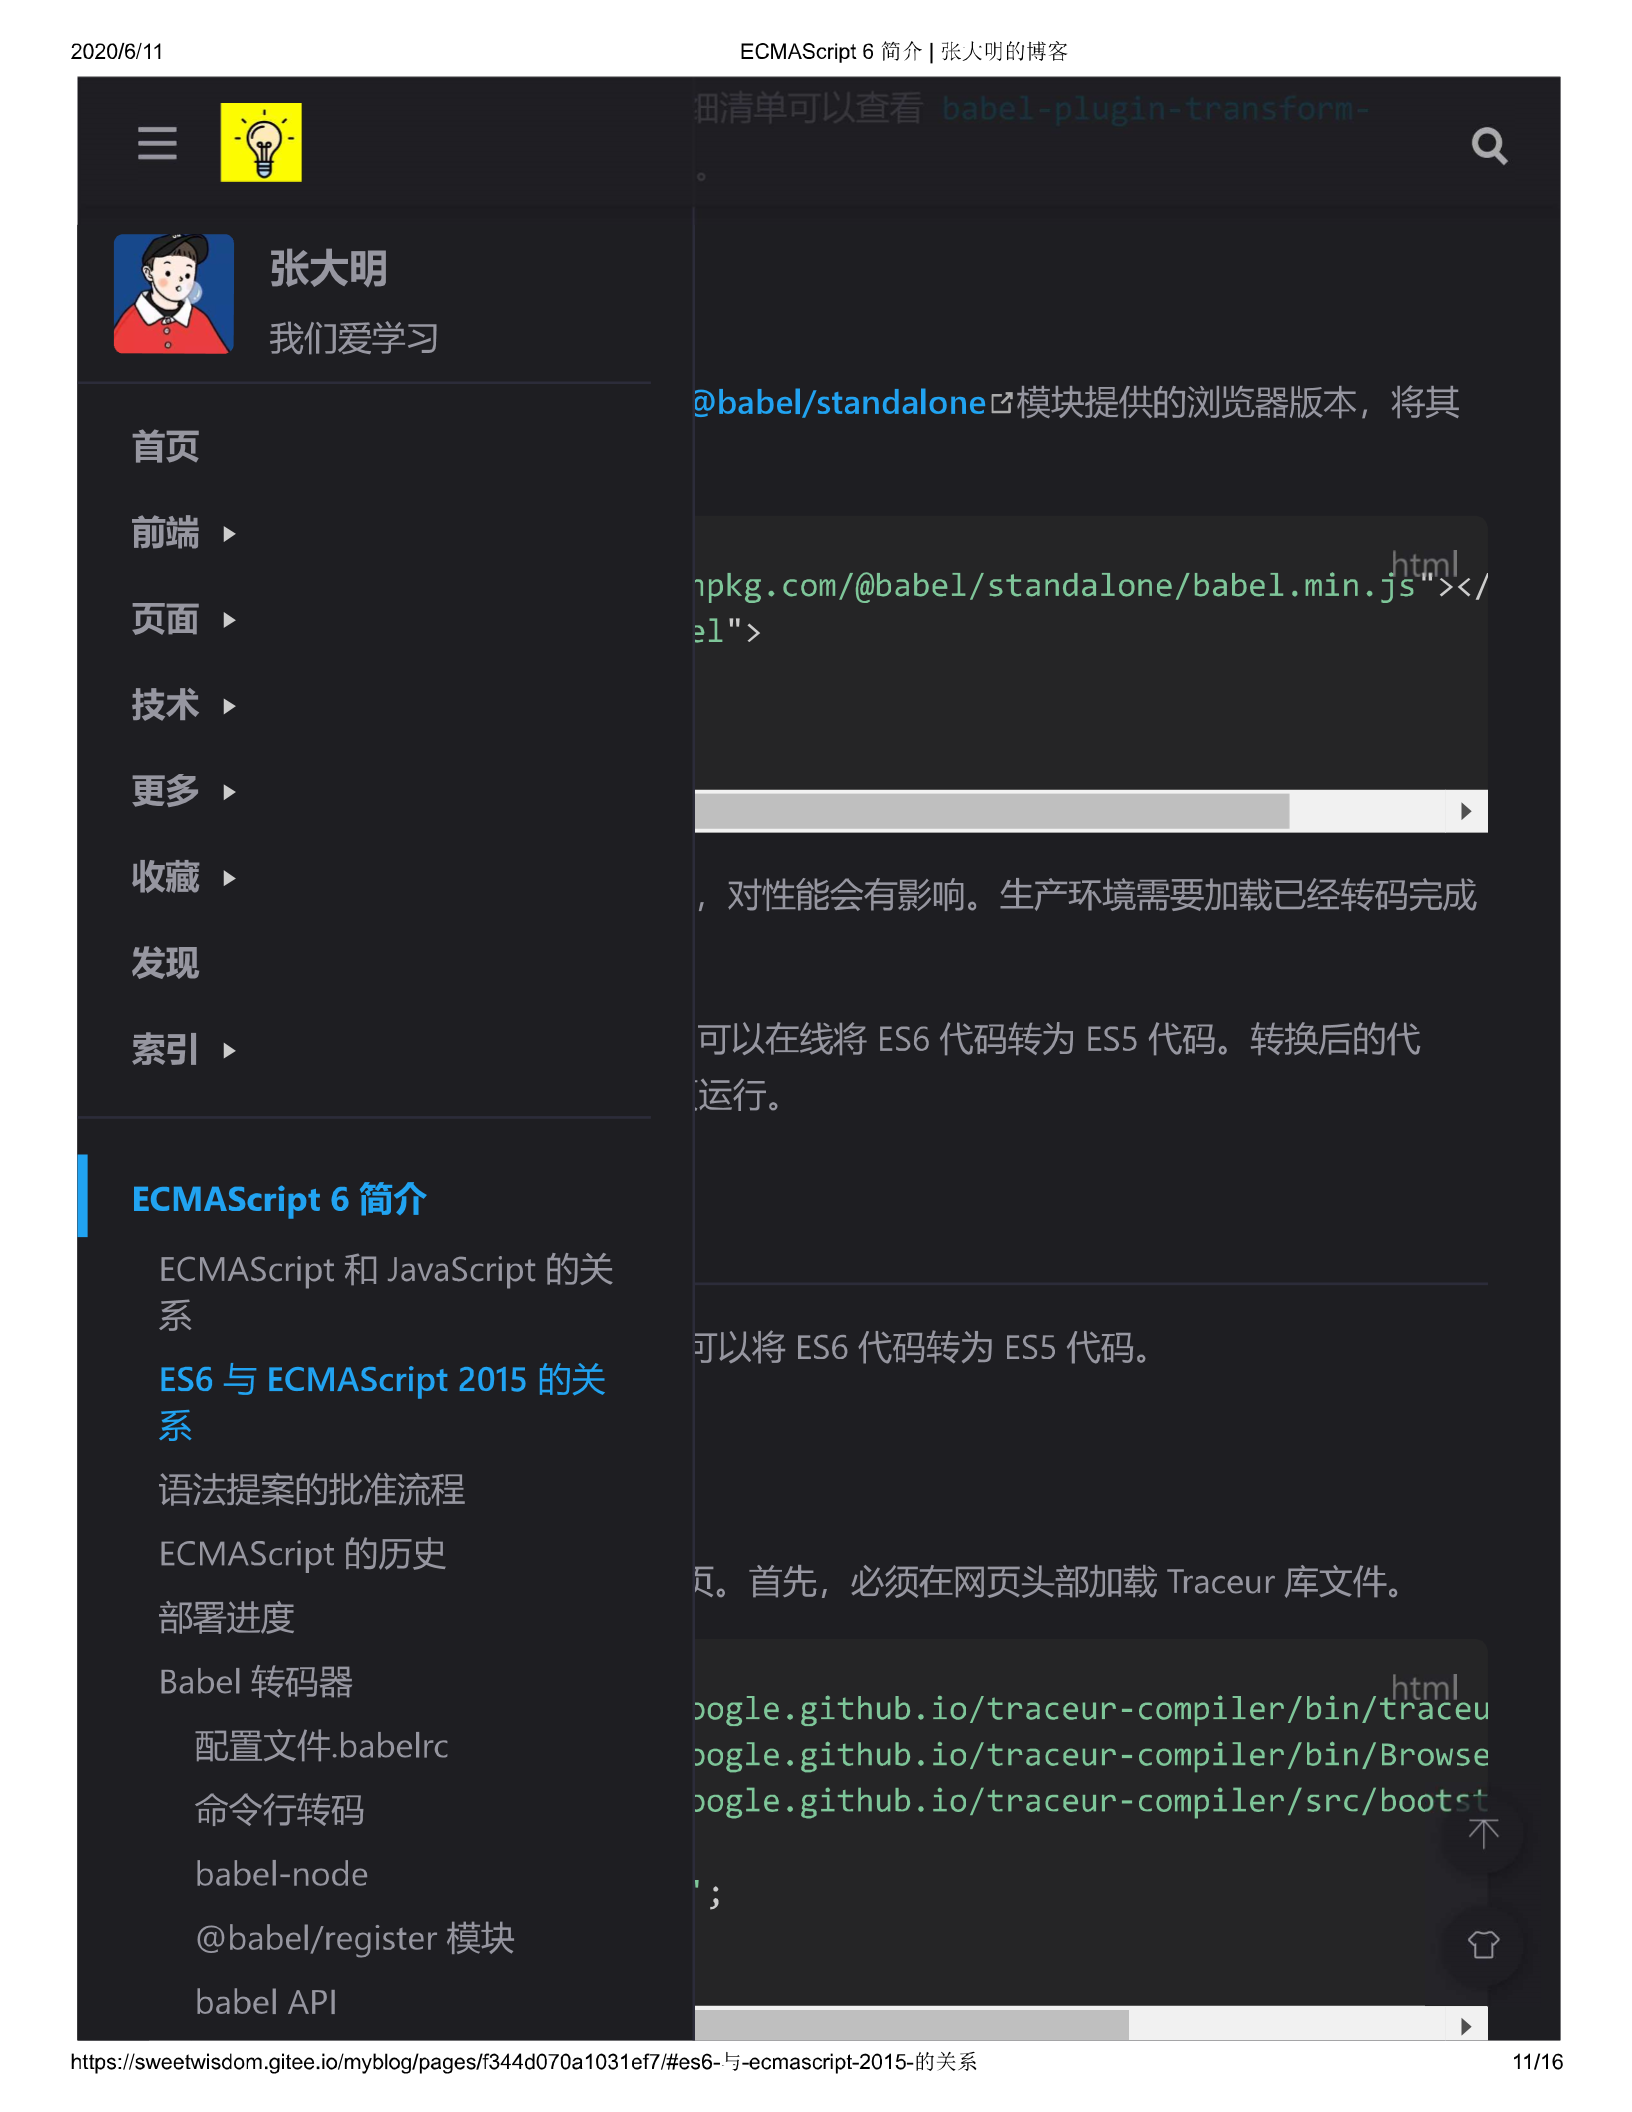 2020/6/11
ECMAScript 6 简介 | 张大明的博客
细清单可以查看 babel-plugin-transform-
。
张大明
我们爱学习
首页
前端
页面
技术
更多
收藏
发现
索引
ECMAScript 6 简介
ECMAScript 和 JavaScript 的关
系
ES6 与 ECMAScript 2015 的关
系
语法提案的批准流程
ECMAScript 的历史
部署进度
Babel 转码器
配置文件.babelrc
命令行转码
babel-node
@babel/register 模块
babel API
@babel/standalone模块提供的浏览器版本，将其
html
npkg.com/@babel/standalone/babel.min.js"></
el">
，对性能会有影响。生产环境需要加载已经转码完成
可以在线将 ES6 代码转为 ES5 代码。转换后的代
运行。
可以将 ES6 代码转为 ES5 代码。
页。首先，必须在网页头部加载 Traceur 库文件。
html
oogle.github.io/traceur-compiler/bin/traceu
oogle.github.io/traceur-compiler/bin/Browse
oogle.github.io/traceur-compiler/src/bootst
';
https://sweetwisdom.gitee.io/myblog/pages/f344d070a1031ef7/#es6-与-ecmascript-2015-的关系
11/16